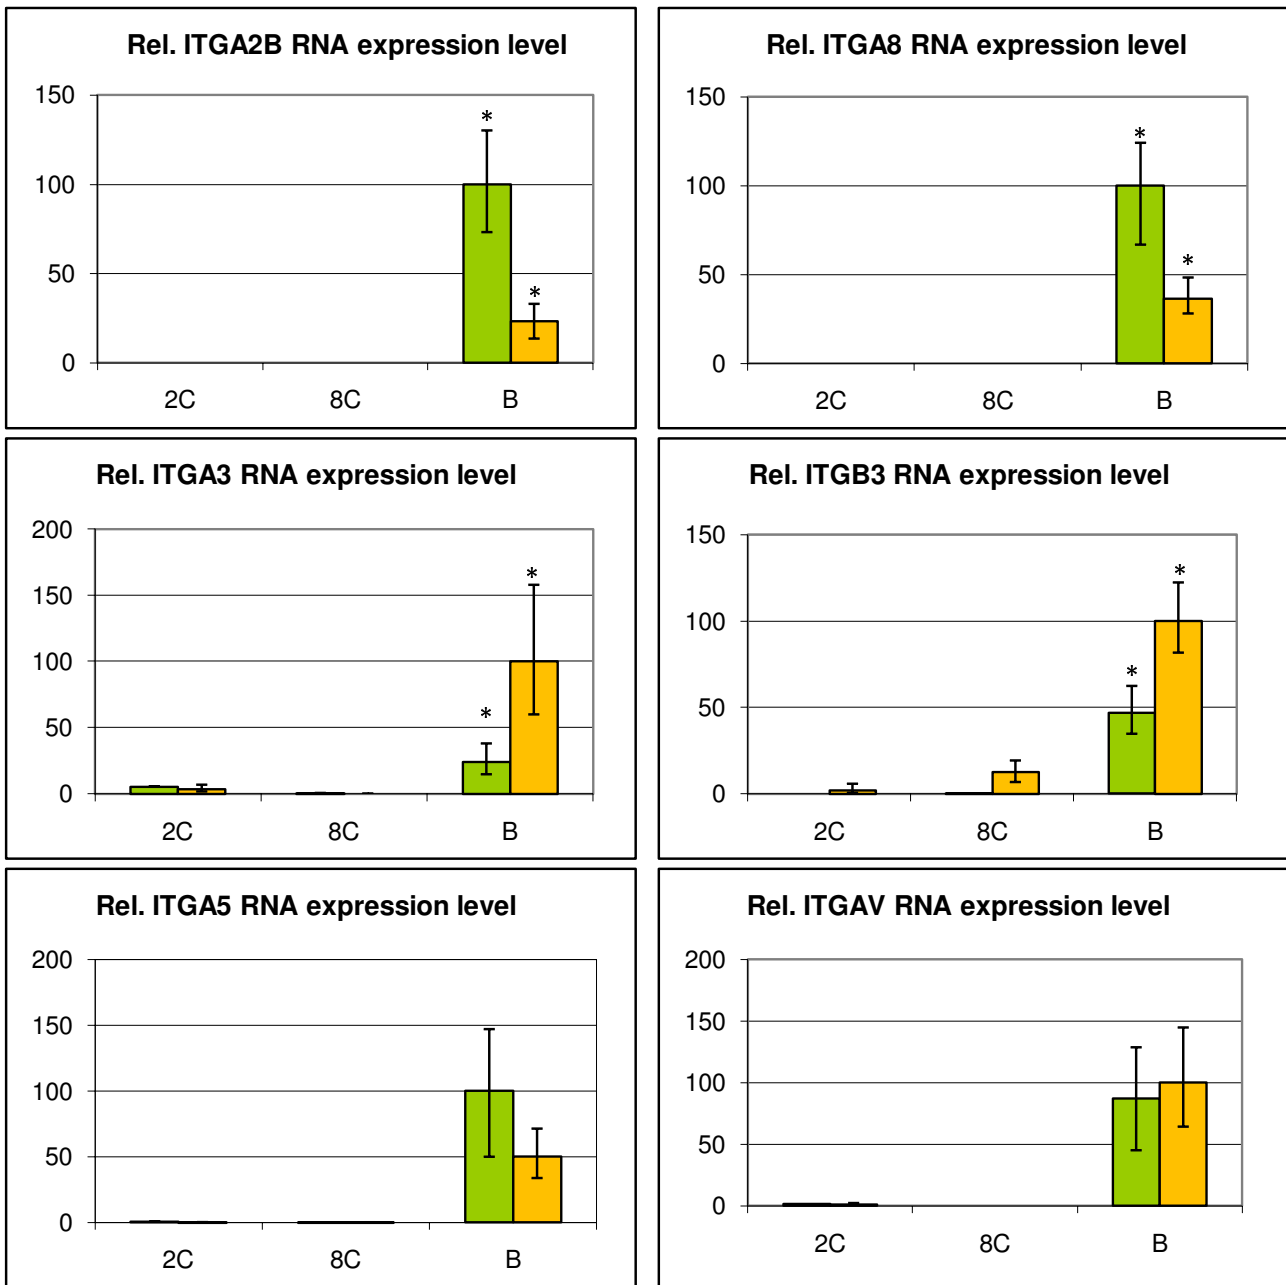 Rel. ITGA2B RNA expression level
150
*
100
50
*
0
2C 8C B
Rel. ITGA8 RNA expression level
150
*
100
50
*
0
2C 8C B
Rel. ITGA3 RNA expression level
200
150
*
100
50
*
0
2C 8C B
Rel. ITGB3 RNA expression level
150
*
100
*
50
0
2C 8C B
Rel. ITGA5 RNA expression level
200
150
100
50
0
2C 8C B
Rel. ITGAV RNA expression level
200
150
100
50
0
2C 8C B